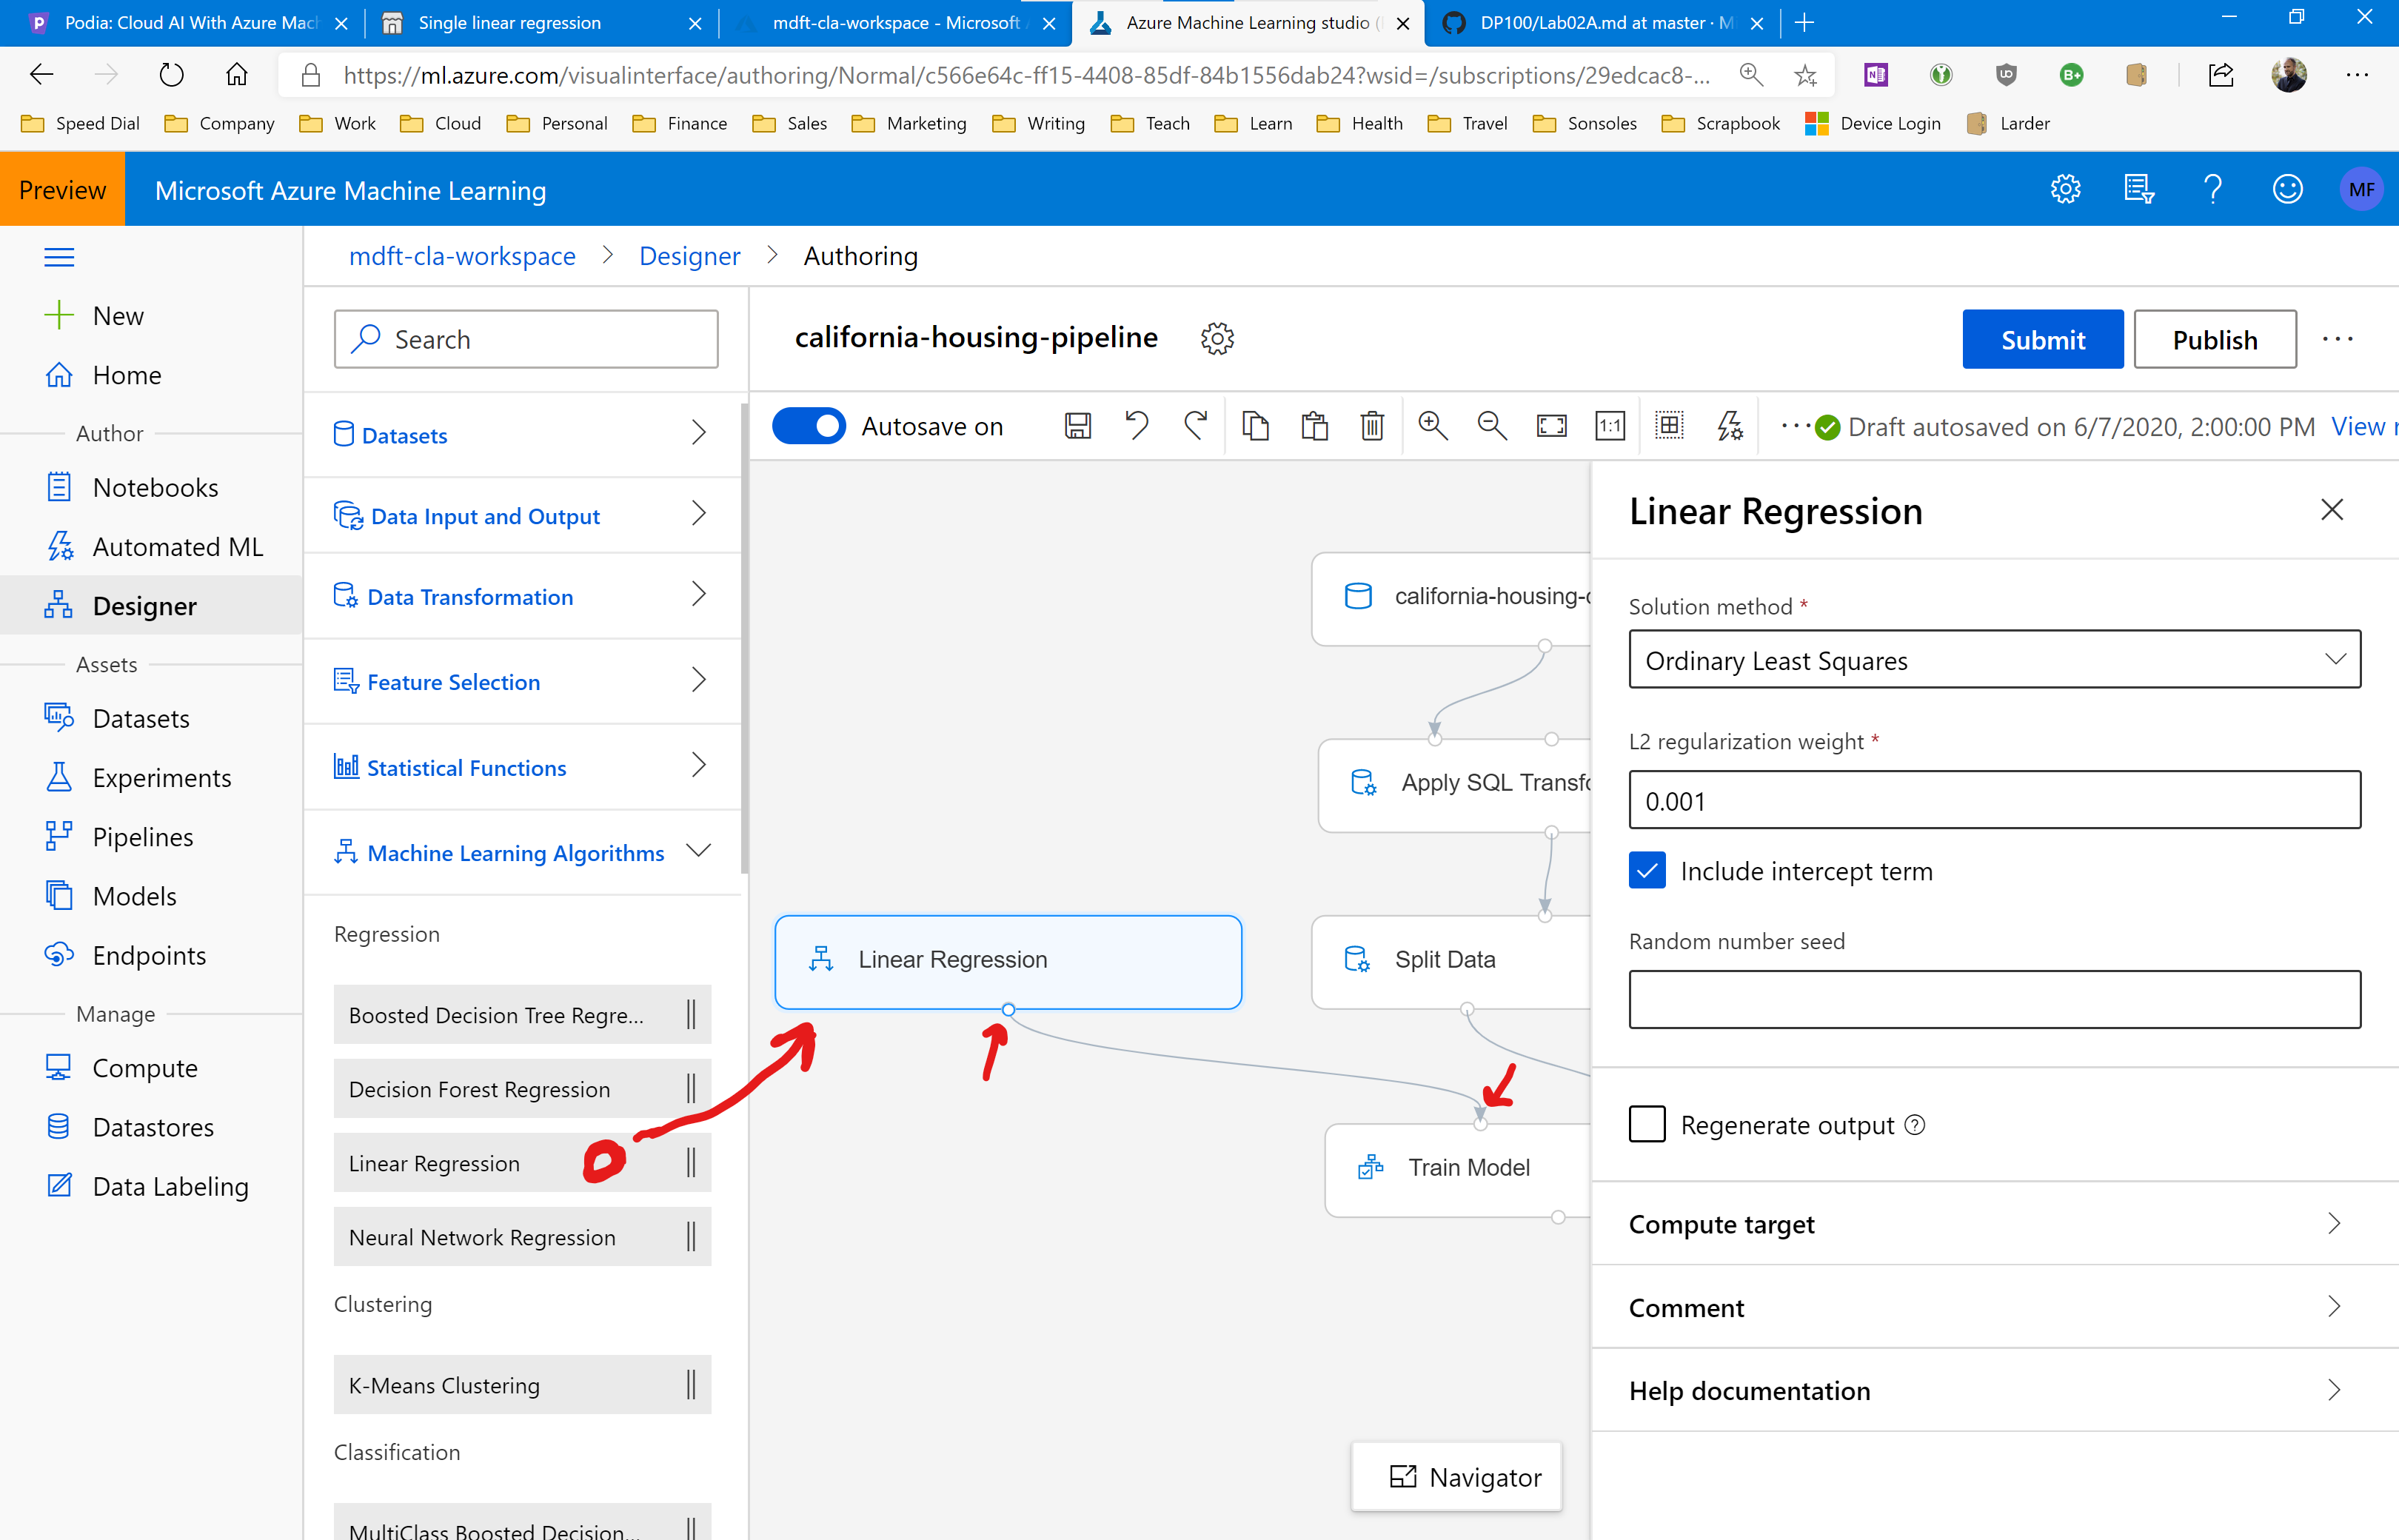 Podia: Cloud AI With Azure Mach
Single linear regression
mdft-cla-workspace - Microsoft A
Azure Machine Learning studio (
DP100/Lab02A.md at master · M
https://ml.azure.com/visualinterface/authoring/Normal/c566e64c-ff15-4408-85df-84b1556dab24?wsid=/subscriptions/29edcac8-...
Speed Dial
Company
Work
Cloud
Personal
Finance
Sales
Marketing
Writing
Teach
Learn
Health
Travel
Sonsoles
Scrapbook
Device Login
Larder
Preview
Microsoft Azure Machine Learning
MF
mdft-cla-workspace > Designer > Authoring
New
Home
Author
Notebooks
Automated ML
Designer
Assets
Datasets
Experiments
Pipelines
Models
Endpoints
Manage
Compute
Datastores
Data Labeling
Search
Datasets
Data Input and Output
Data Transformation
Feature Selection
Statistical Functions
Machine Learning Algorithms
Regression
Boosted Decision Tree Regre...
Decision Forest Regression
Linear Regression
Neural Network Regression
Clustering
K-Means Clustering
Classification
MultiClass Boosted Decision...
california-housing-pipeline
Submit
Publish
Autosave on
1:1
Draft autosaved on 6/7/2020, 2:00:00 PM
View r
california-housing-d
Apply SQL Transfo
Linear Regression
Split Data
Train Model
Navigator
Linear Regression
Solution method *
Ordinary Least Squares
L2 regularization weight *
0.001
Include intercept term
Random number seed
Regenerate output
Compute target
Comment
Help documentation